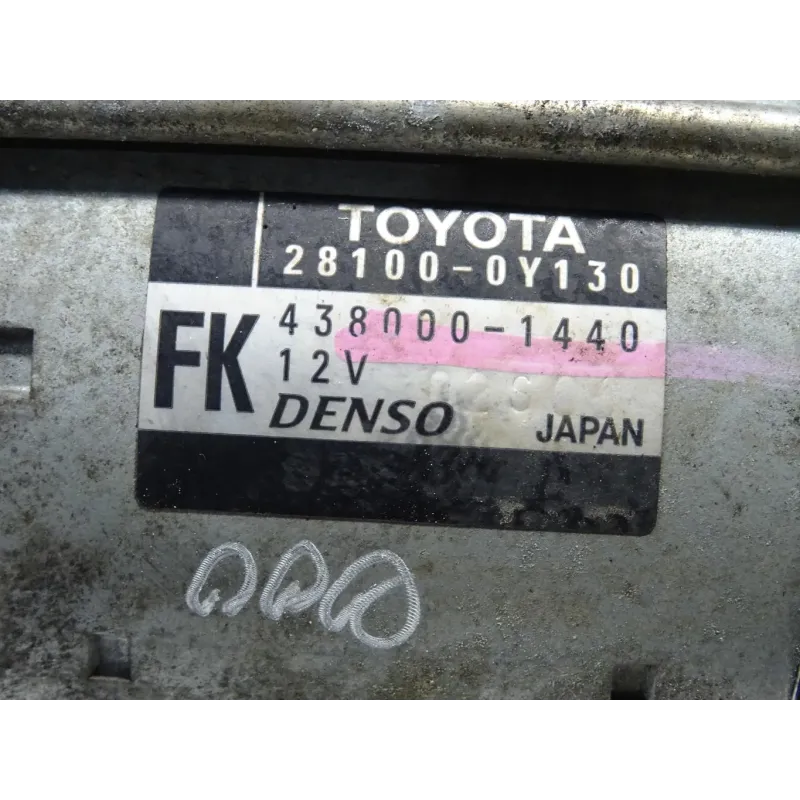 TOYOTA
28100-0Y130
FK
438000-1440
12V
DENSO
JAPAN